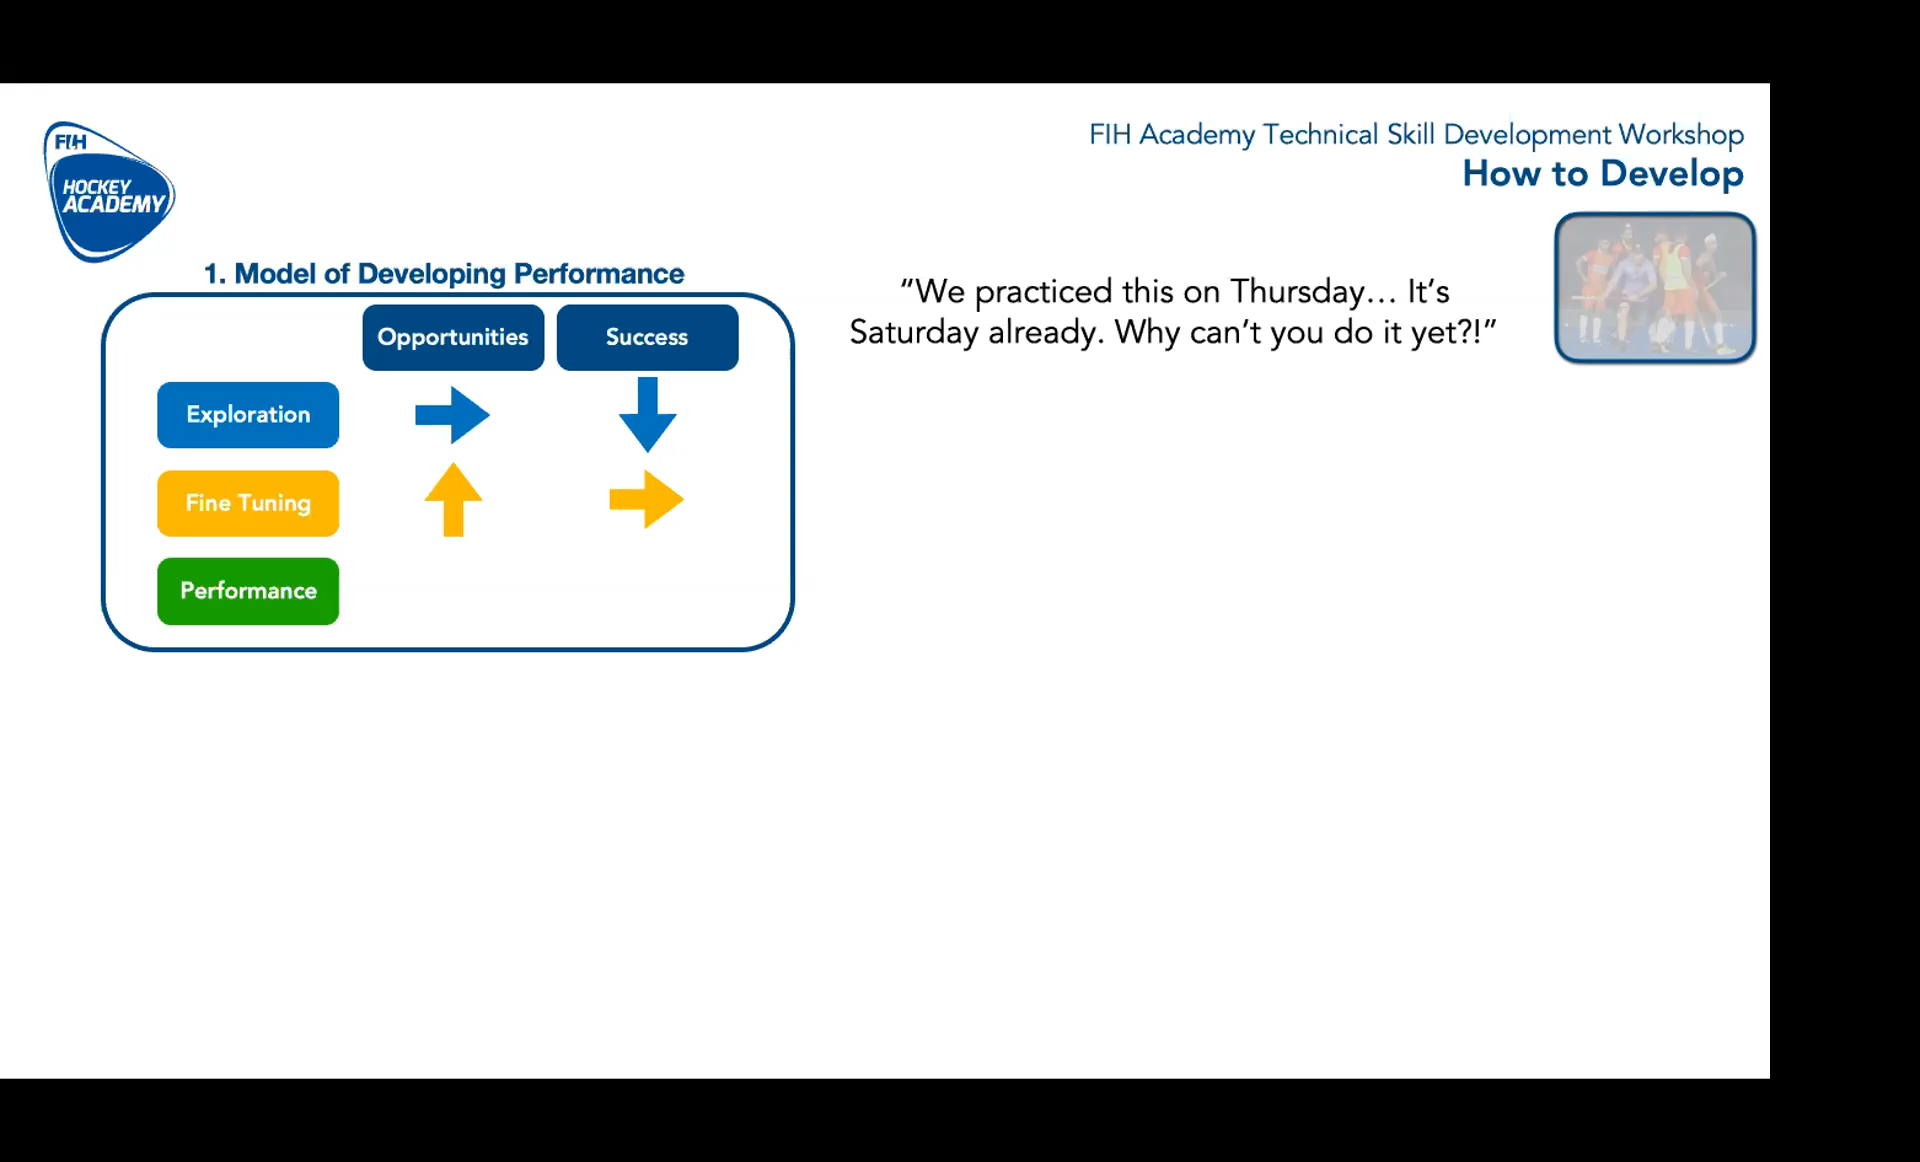 FIH
HOCKEY
ACADEMY
FIH Academy Technical Skill Development Workshop
How to Develop
1. Model of Developing Performance
Opportunities
Success
Exploration
Fine Tuning
Performance
“We practiced this on Thursday… It’s
Saturday already. Why can’t you do it yet?!”